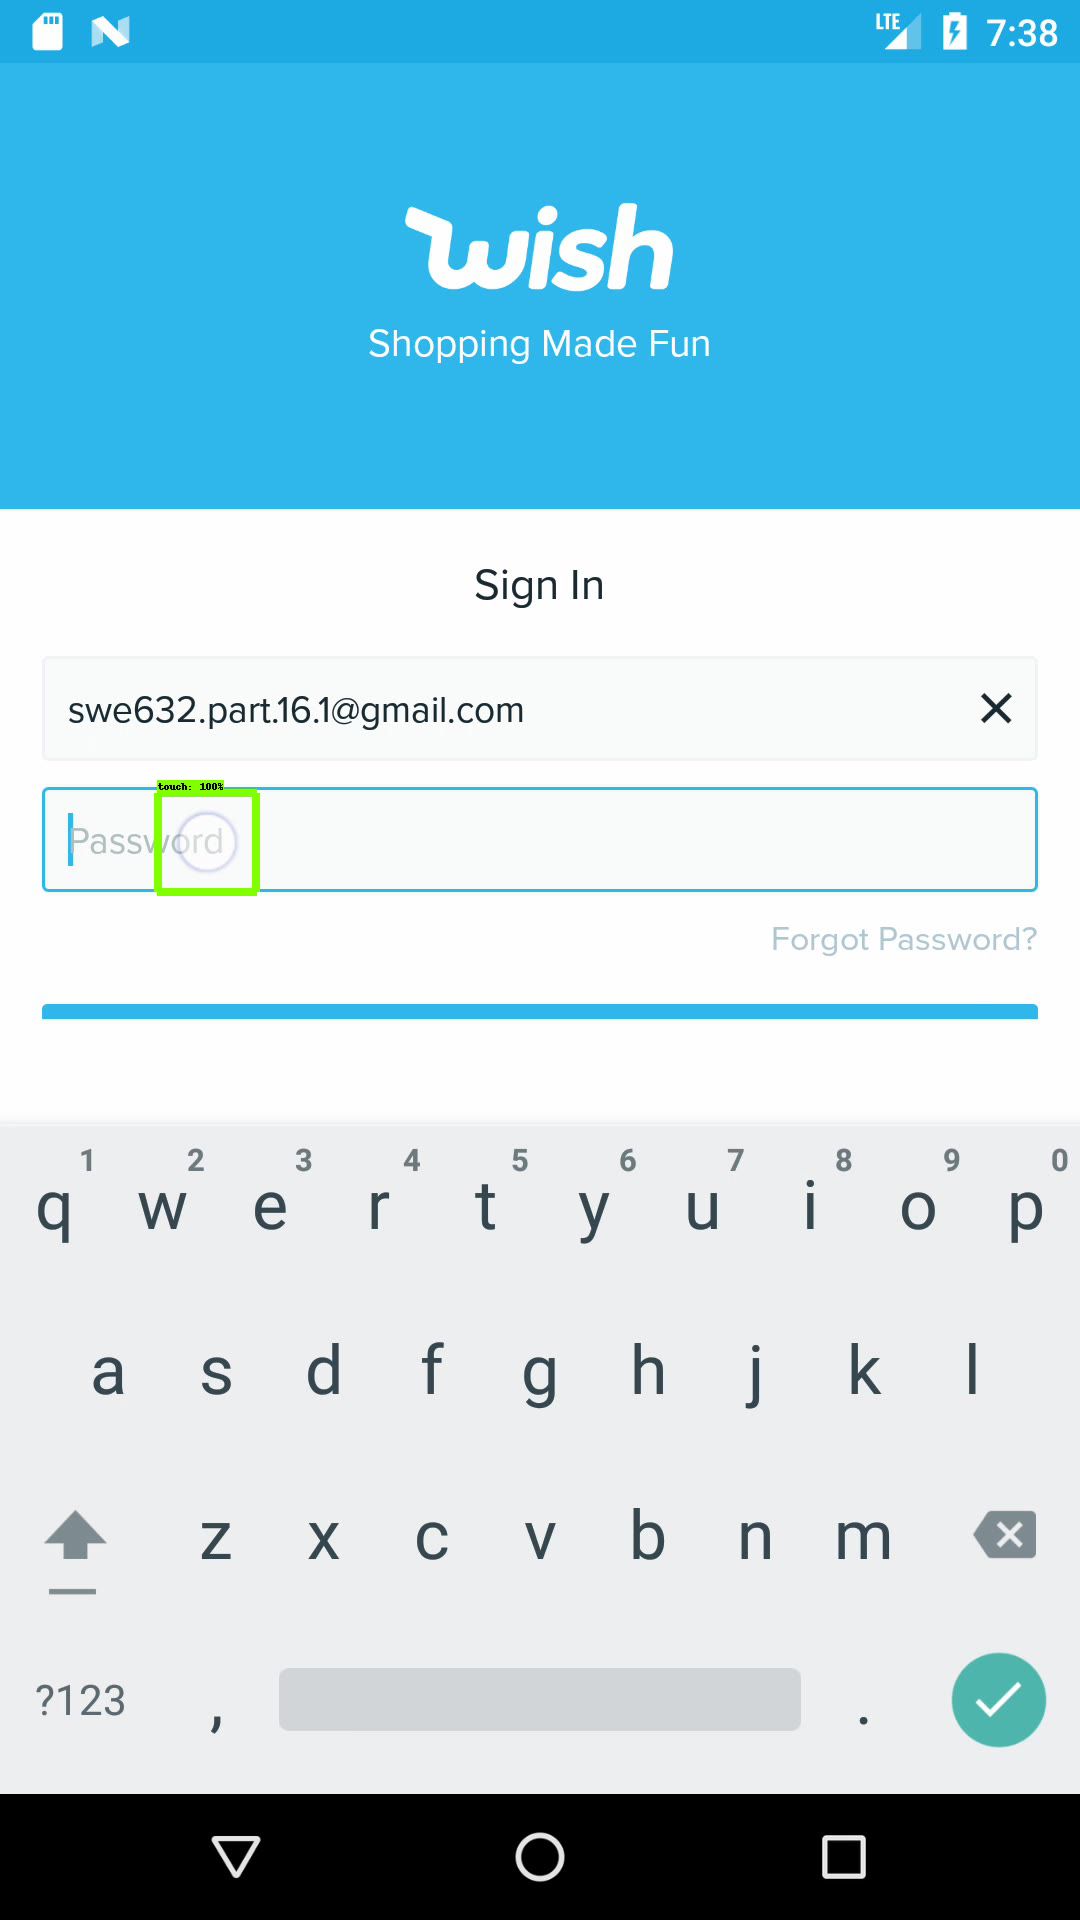 LTE 7:38
wish
Shopping Made Fun
Sign In
swe632.part.16.1@gmail.com
touch: 100%
Password
Forgot Password?
1 2 3 4 5 6 7 8 9 0
q w e r t y u i o p
a s d f g h j k l
z x c v b n m
?123 , .